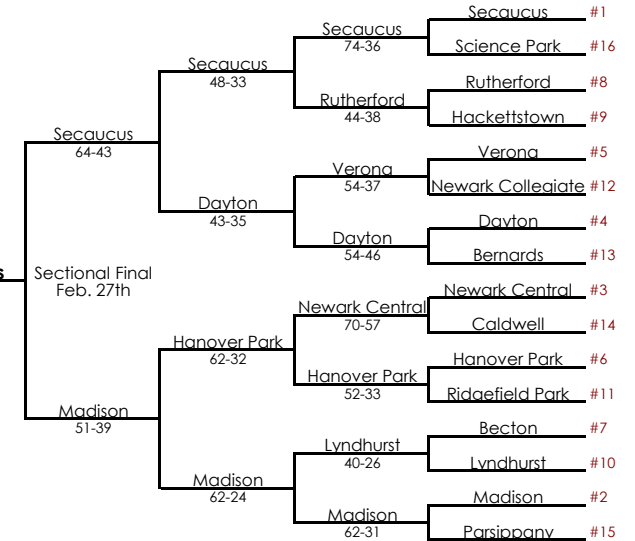 Secaucus #1
Secaucus
74-36
Science Park #16
Secaucus
48-33
Rutherford #8
Rutherford
44-38
Hackettstown #9
Secaucus
64-43
Verona #5
Verona
54-37
Newark Collegiate #12
Dayton
43-35
Dayton #4
Dayton
54-46
Bernards #13
s
Sectional Final
Feb. 27th
Newark Central #3
Newark Central
70-57
Caldwell #14
Hanover Park
62-32
Hanover Park #6
Hanover Park
52-33
Ridgefield Park #11
Madison
51-39
Becton #7
Lyndhurst
40-26
Lyndhurst #10
Madison
62-24
Madison #2
Madison
62-31
Parsippany #15